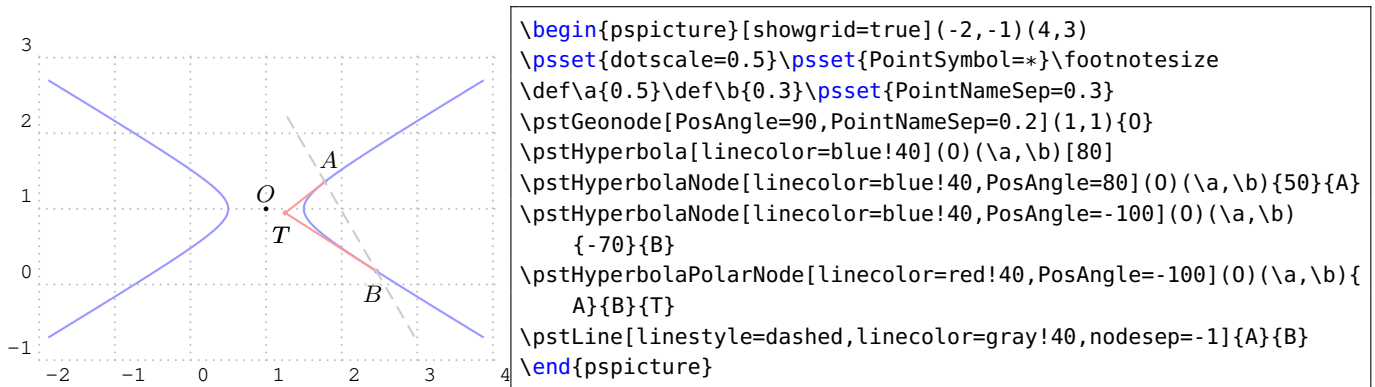 3
2
1
0
−1
−2 −1 0 1 2 3 4
A
O
T
B
\begin{pspicture}[showgrid=true](-2,-1)(4,3)
\psset{dotscale=0.5}\psset{PointSymbol=*}\footnotesize
\def\a{0.5}\def\b{0.3}\psset{PointNameSep=0.3}
\pstGeonode[PosAngle=90,PointNameSep=0.2](1,1){O}
\pstHyperbola[linecolor=blue!40](O)(\a,\b)[80]
\pstHyperbolaNode[linecolor=blue!40,PosAngle=80](O)(\a,\b){50}{A}
\pstHyperbolaNode[linecolor=blue!40,PosAngle=-100](O)(\a,\b)
{-70}{B}
\pstHyperbolaPolarNode[linecolor=red!40,PosAngle=-100](O)(\a,\b){
A}{B}{T}
\pstLine[linestyle=dashed,linecolor=gray!40,nodesep=-1]{A}{B}
\end{pspicture}